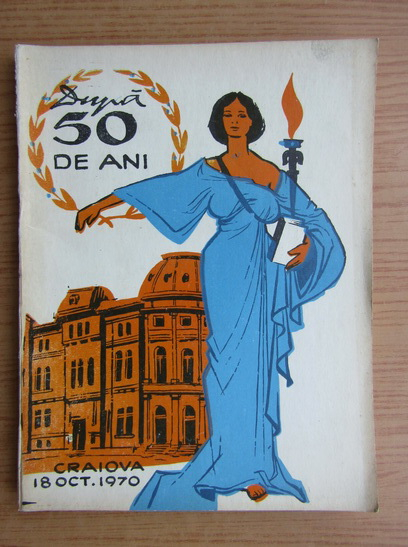 După
50
DE ANI
CRAIOVA
18 OCT. 1970